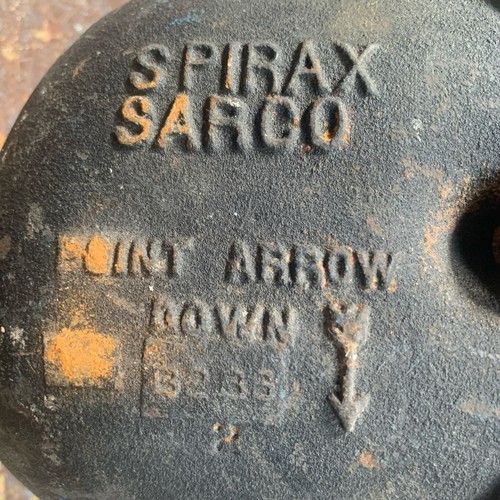 SPIRAX
SARCO
POINT ARROW
DOWN